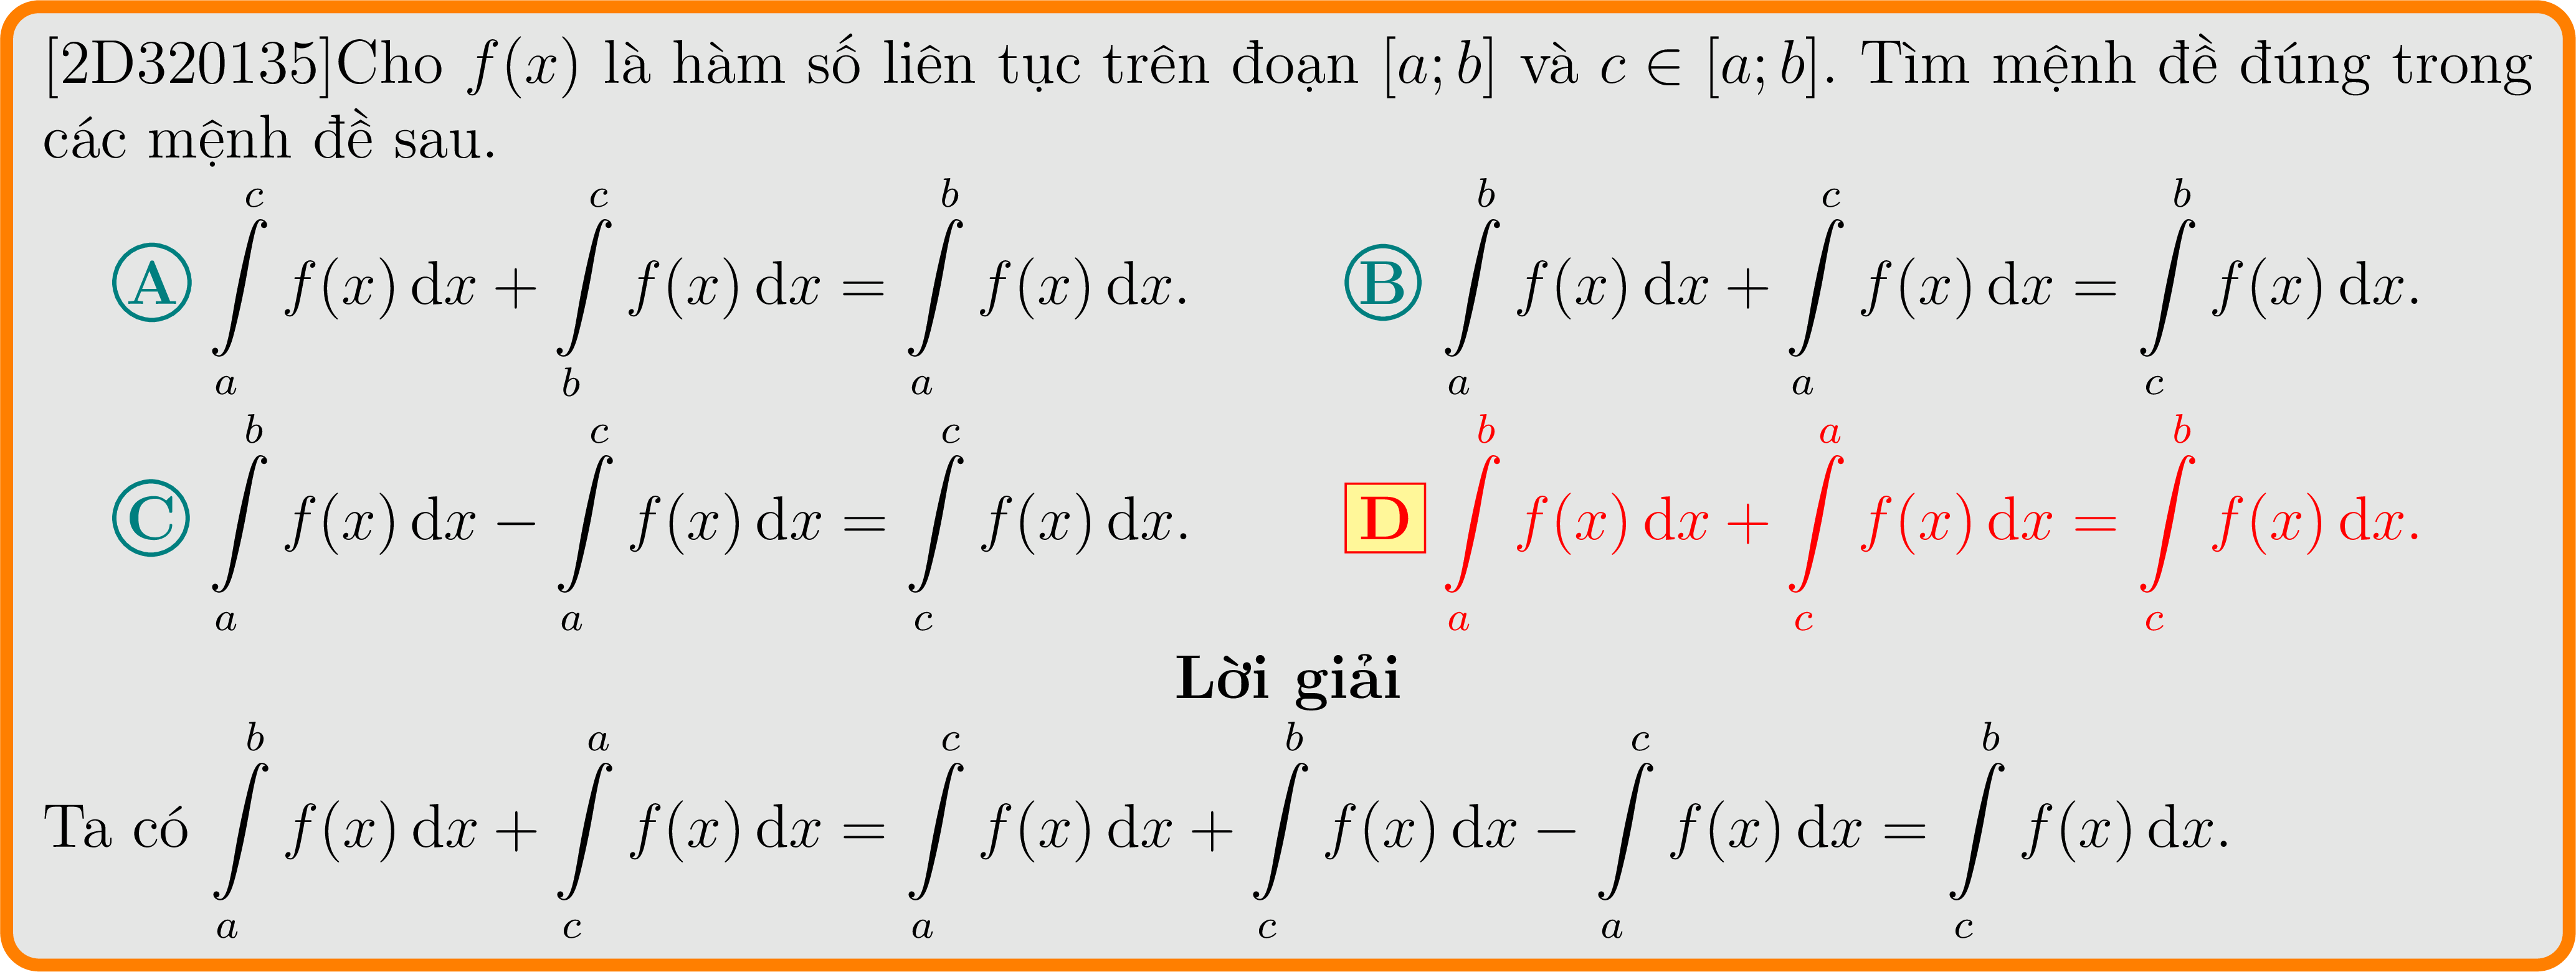 [2D320135]Cho $f(x)$ là hàm số liên tục trên đoạn $[a;b]$ và $c \in [a;b]$. Tìm mệnh đề đúng trong
các mệnh đề sau.
A $\int\limits_a^c f(x)\,\mathrm{d}x + \int\limits_b^c f(x)\,\mathrm{d}x = \int\limits_a^b f(x)\,\mathrm{d}x.$ B $\int\limits_a^b f(x)\,\mathrm{d}x + \int\limits_a^c f(x)\,\mathrm{d}x = \int\limits_c^b f(x)\,\mathrm{d}x.$
C $\int\limits_a^b f(x)\,\mathrm{d}x - \int\limits_a^c f(x)\,\mathrm{d}x = \int\limits_c^c f(x)\,\mathrm{d}x.$ D $\int\limits_a^b f(x)\,\mathrm{d}x + \int\limits_c^a f(x)\,\mathrm{d}x = \int\limits_c^b f(x)\,\mathrm{d}x.$
Lời giải
Ta có $\int\limits_a^b f(x)\,\mathrm{d}x + \int\limits_c^a f(x)\,\mathrm{d}x = \int\limits_a^c f(x)\,\mathrm{d}x + \int\limits_c^b f(x)\,\mathrm{d}x - \int\limits_a^c f(x)\,\mathrm{d}x = \int\limits_c^b f(x)\,\mathrm{d}x.$